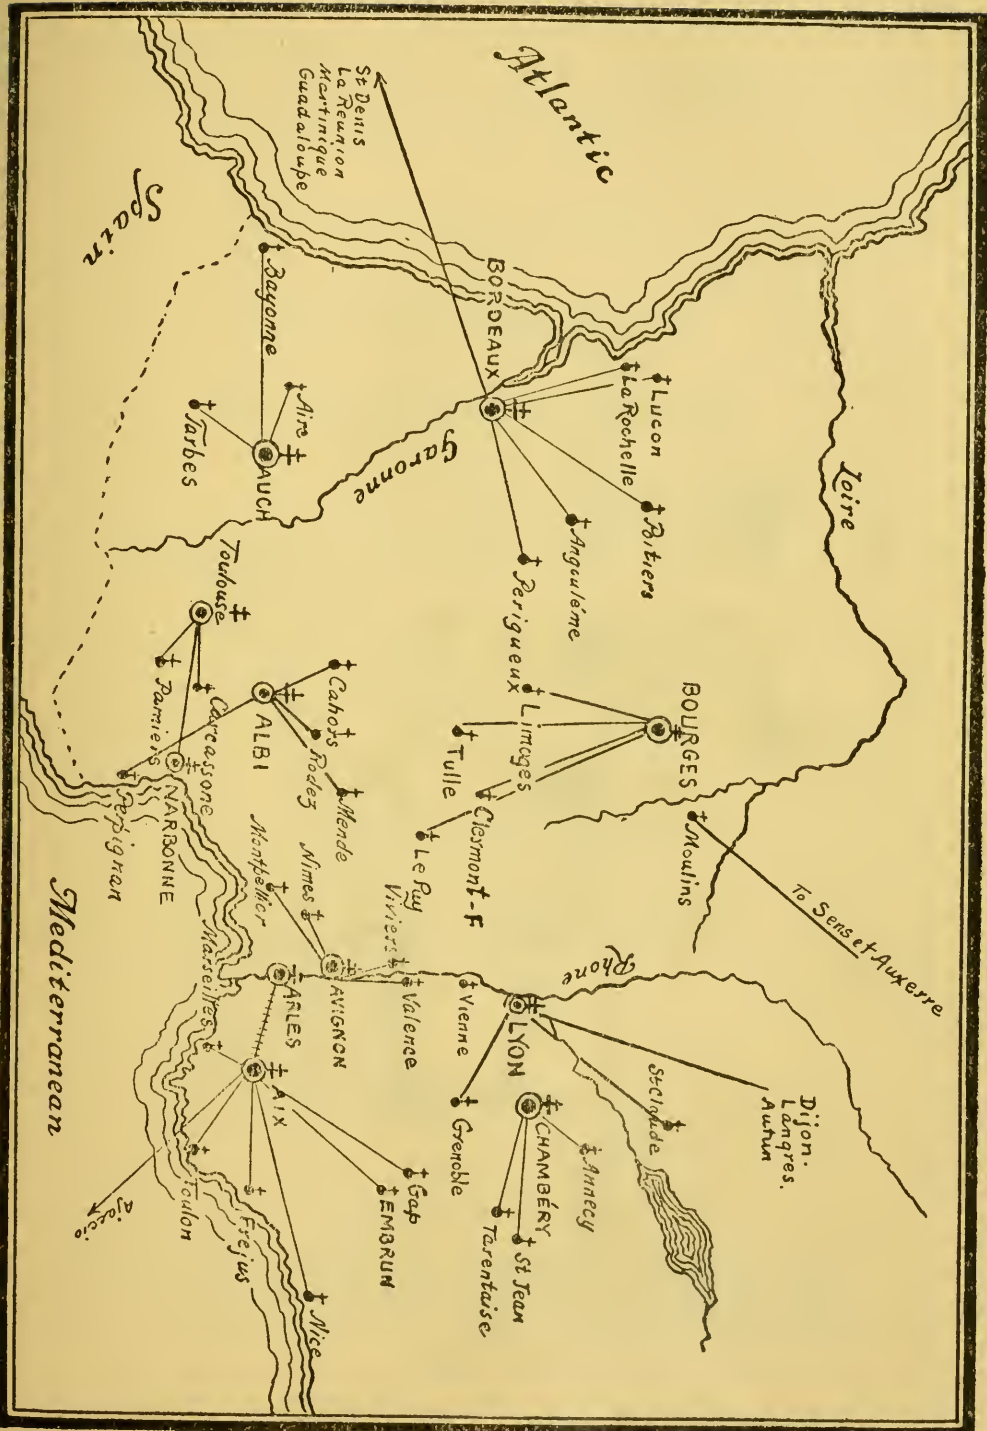 Atlantic
Spain
Mediterranean
Loire
Garonne
Rhone
St Denis
La Reunion
Martinique
Guadaloupe
BORDEAUX
Lucon
La Rochelle
Poitiers
Anguléme
Perigueux
Bayonne
Aire
Tarbes
AUCH
Toulouse
Pamiers
Carcassone
NARBONNE
Perpignan
ALBI
Cahors
Rodez
Mende
BOURGES
Limoges
Tulle
Clermont-F
Le Puy
Moulins
To Sens et Auxerre
Montpellier
Nimes
Viviers
AVIGNON
Valence
Vienne
LYON
Grenoble
St Claude
Dijon.
Langres.
Autun
CHAMBÉRY
Annecy
St Jean
Tarentaise
ARLES
Marseilles
AIX
Gap
EMBRUN
Toulon
Frejus
Nice
Ajaccio